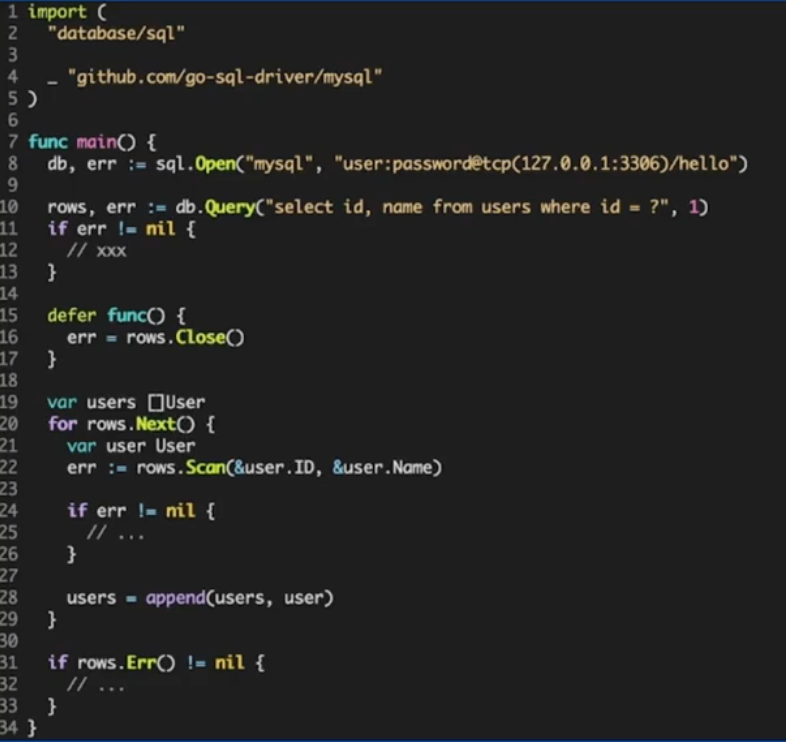 1 import (
2   "database/sql"
3
4   _ "github.com/go-sql-driver/mysql"
5 )
6
7 func main() {
8   db, err := sql.Open("mysql", "user:password@tcp(127.0.0.1:3306)/hello")
9
10   rows, err := db.Query("select id, name from users where id = ?", 1)
11   if err != nil {
12     // xxx
13   }
14
15   defer func() {
16     err = rows.Close()
17   }
18
19   var users []User
20   for rows.Next() {
21     var user User
22     err := rows.Scan(&user.ID, &user.Name)
23
24     if err != nil {
25       // ...
26     }
27
28     users = append(users, user)
29   }
30
31   if rows.Err() != nil {
32     // ...
33   }
34 }